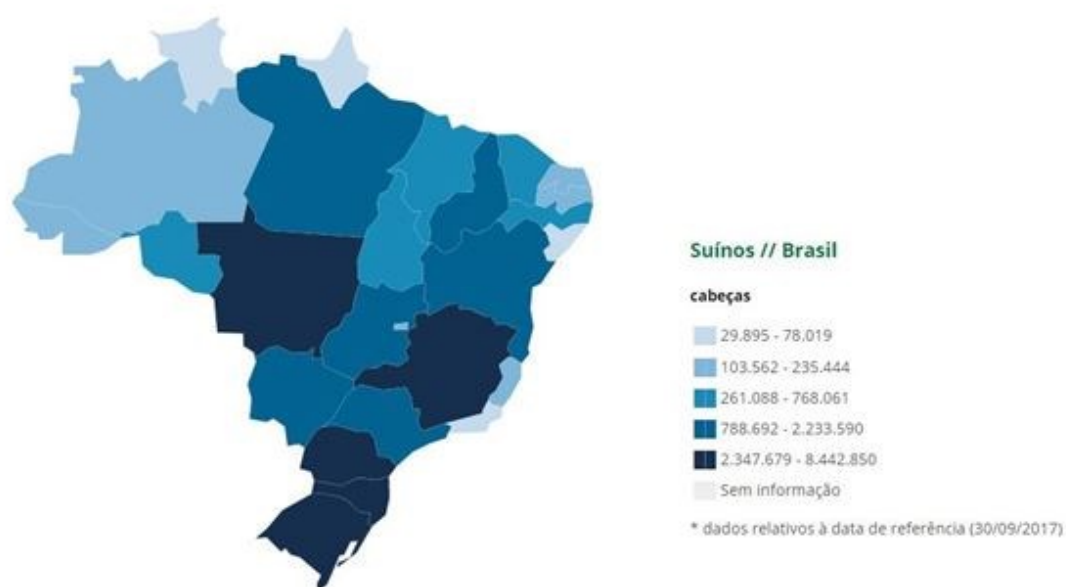 Suínos // Brasil
cabeças
29.895 - 78.019
103.562 - 235.444
261.088 - 768.061
788.692 - 2.233.590
2.347.679 - 8.442.850
Sem informação
* dados relativos à data de referência (30/09/2017)